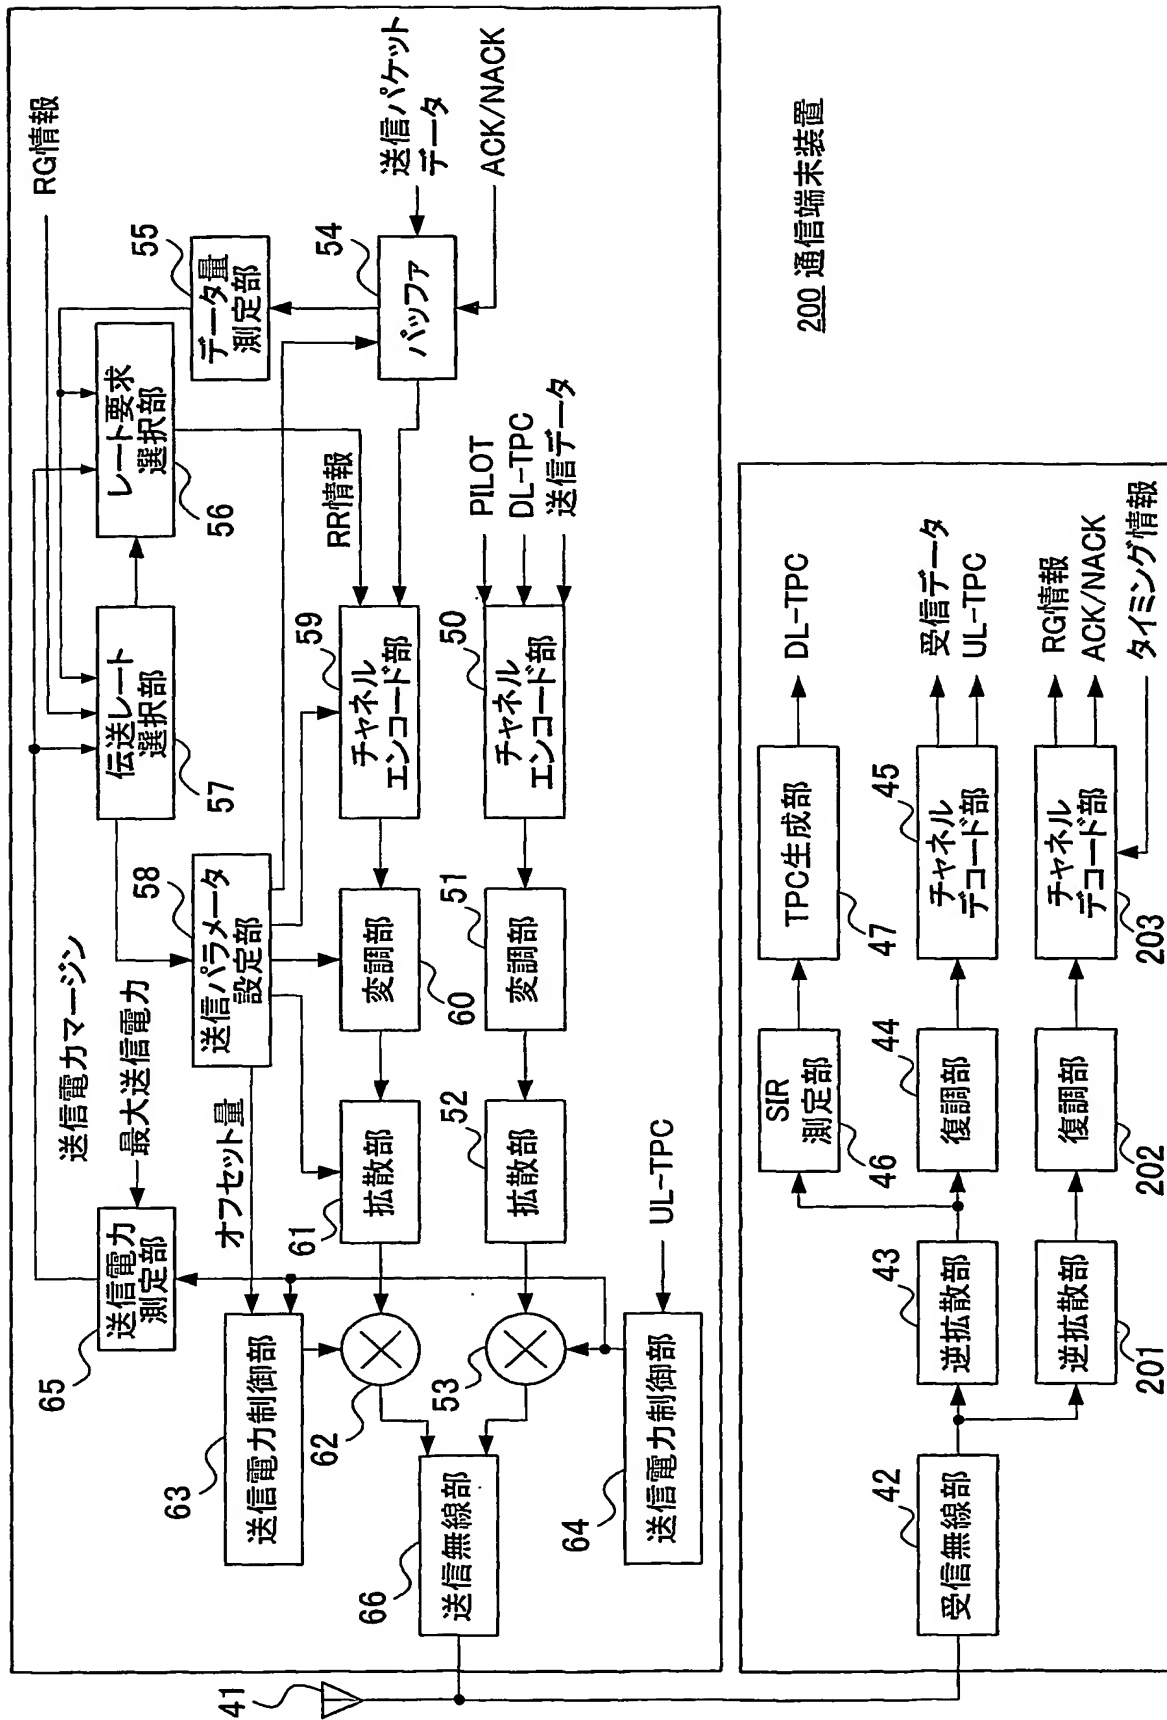 RG情報
送信電力マージン
最大送信電力
65
送信電力
測定部
57
伝送レート
選択部
56
レート要求
選択部
55
データ量
測定部
58
送信パラメータ
設定部
オフセット量
RR情報
送信パケット
データ
ACK/NACK
54
バッファ
63
送信電力制御部
62
61
拡散部
60
変調部
59
チャネル
エンコード部
PILOT
DL-TPC
送信データ
66
送信無線部
53
52
拡散部
51
変調部
50
チャネル
エンコード部
64
送信電力制御部
UL-TPC
41
200 通信端末装置
46
SIR
測定部
47
TPC生成部
DL-TPC
42
受信無線部
43
逆拡散部
44
復調部
45
チャネル
デコード部
受信データ
UL-TPC
201
逆拡散部
202
復調部
203
チャネル
デコード部
RG情報
ACK/NACK
タイミング情報